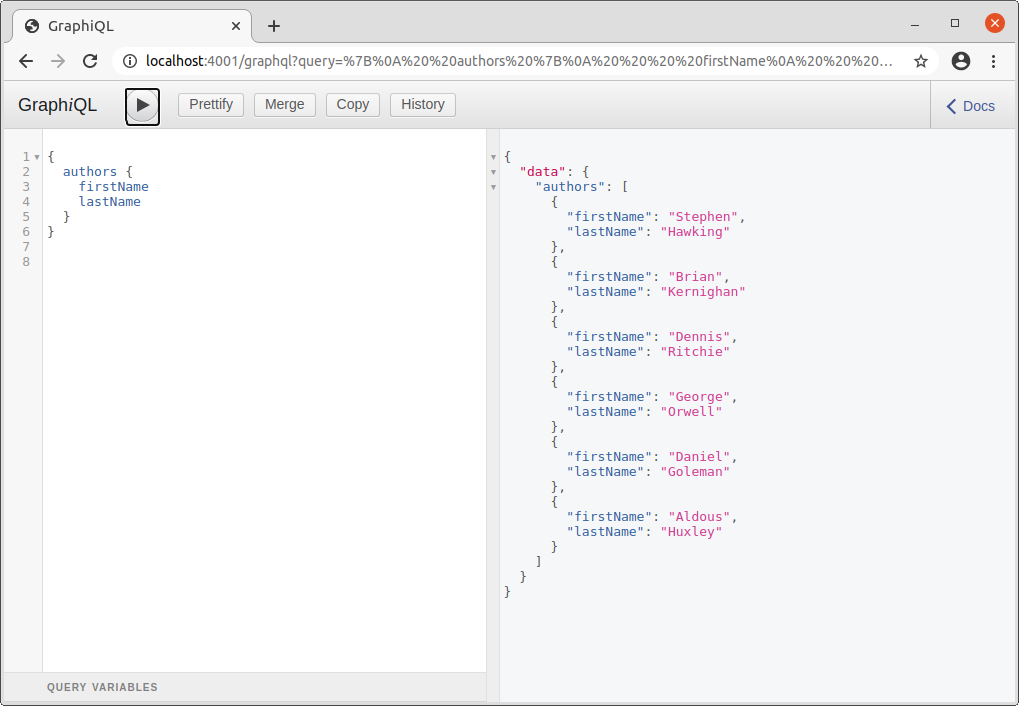 GraphiQL
localhost:4001/graphql?query=%7B%0A%20%20authors%20%7B%0A%20%20%20%20firstName%0A%20%20%20%20…
GraphiQL Prettify Merge Copy History Docs
1 {
2   authors {
3     firstName
4     lastName
5   }
6 }
7
8
{
  "data": {
    "authors": [
      {
        "firstName": "Stephen",
        "lastName": "Hawking"
      },
      {
        "firstName": "Brian",
        "lastName": "Kernighan"
      },
      {
        "firstName": "Dennis",
        "lastName": "Ritchie"
      },
      {
        "firstName": "George",
        "lastName": "Orwell"
      },
      {
        "firstName": "Daniel",
        "lastName": "Goleman"
      },
      {
        "firstName": "Aldous",
        "lastName": "Huxley"
      }
    ]
  }
}
QUERY VARIABLES